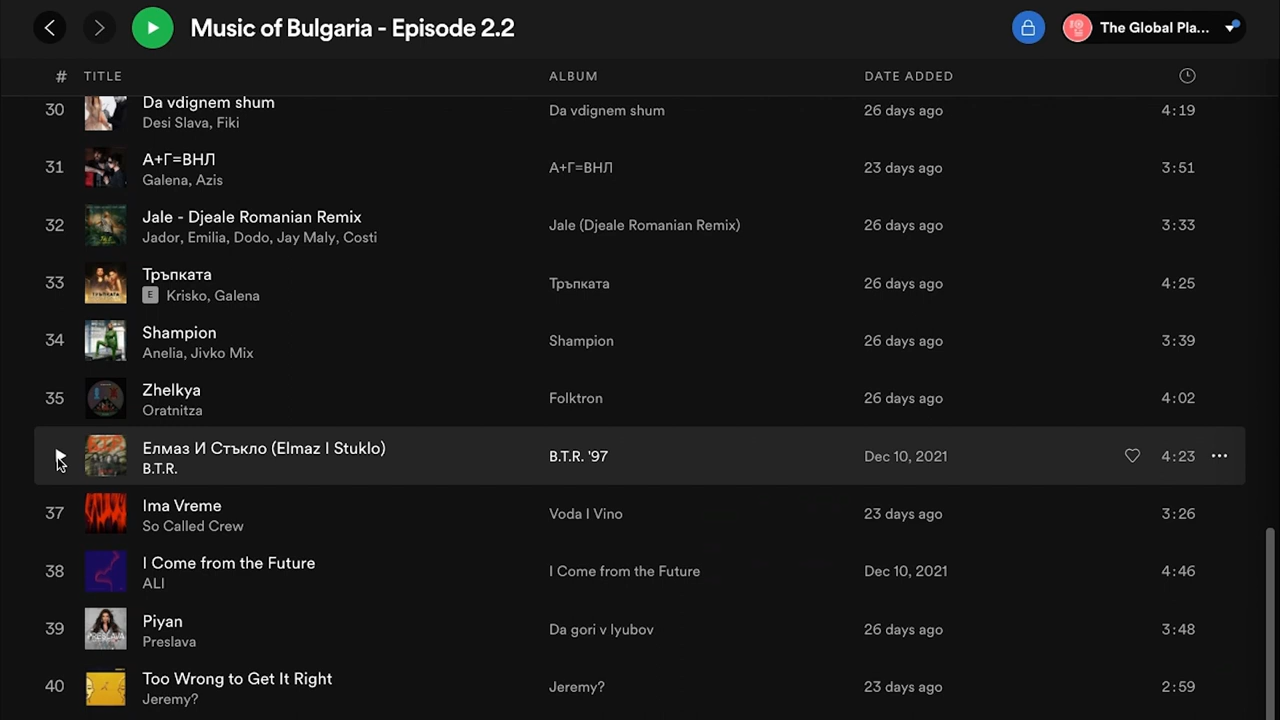 Music of Bulgaria - Episode 2.2
The Global Pla...
# TITLE ALBUM DATE ADDED
30 Da vdignem shum Da vdignem shum 26 days ago 4:19
Desi Slava, Fiki
31 А+Г=ВНЛ А+Г=ВНЛ 23 days ago 3:51
Galena, Azis
32 Jale - Djeale Romanian Remix Jale (Djeale Romanian Remix) 26 days ago 3:33
Jador, Emilia, Dodo, Jay Maly, Costi
33 Тръпката Тръпката 26 days ago 4:25
E Krisko, Galena
34 Shampion Shampion 26 days ago 3:39
Anelia, Jivko Mix
35 Zhelkya Folktron 26 days ago 4:02
Oratnitza
Елмаз И Стъкло (Elmaz I Stuklo) B.T.R. '97 Dec 10, 2021 4:23
B.T.R.
37 Ima Vreme Voda I Vino 23 days ago 3:26
So Called Crew
38 I Come from the Future I Come from the Future Dec 10, 2021 4:46
ALI
39 Piyan Da gori v lyubov 26 days ago 3:48
Preslava
40 Too Wrong to Get It Right Jeremy? 23 days ago 2:59
Jeremy?